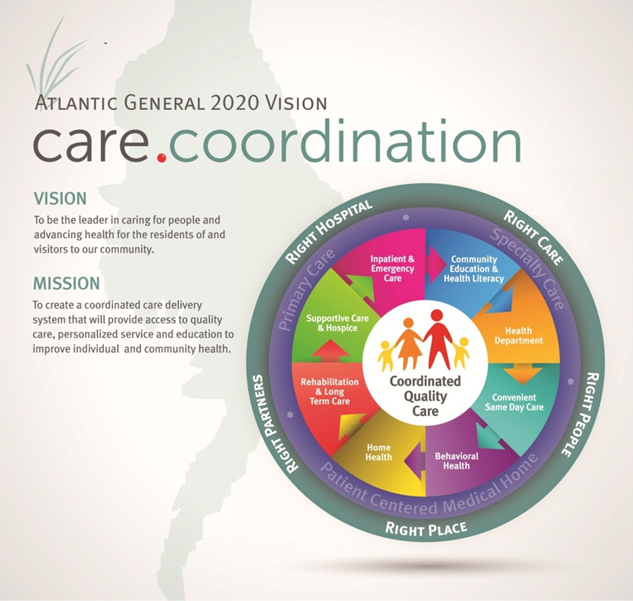 Atlantic General 2020 Vision
care.coordination
VISION
To be the leader in caring for people and
advancing health for the residents of and
visitors to our community.
MISSION
To create a coordinated care delivery
system that will provide access to quality
care, personalized service and education to
improve individual and community health.
Right Hospital
Right Care
Right People
Right Place
Right Partners
Primary Care
Specialty Care
Patient Centered Medical Home
Inpatient &
Emergency
Care
Community
Education &
Health Literacy
Health
Department
Convenient
Same Day Care
Behavioral
Health
Home
Health
Rehabilitation
& Long
Term Care
Supportive Care
& Hospice
Coordinated
Quality
Care